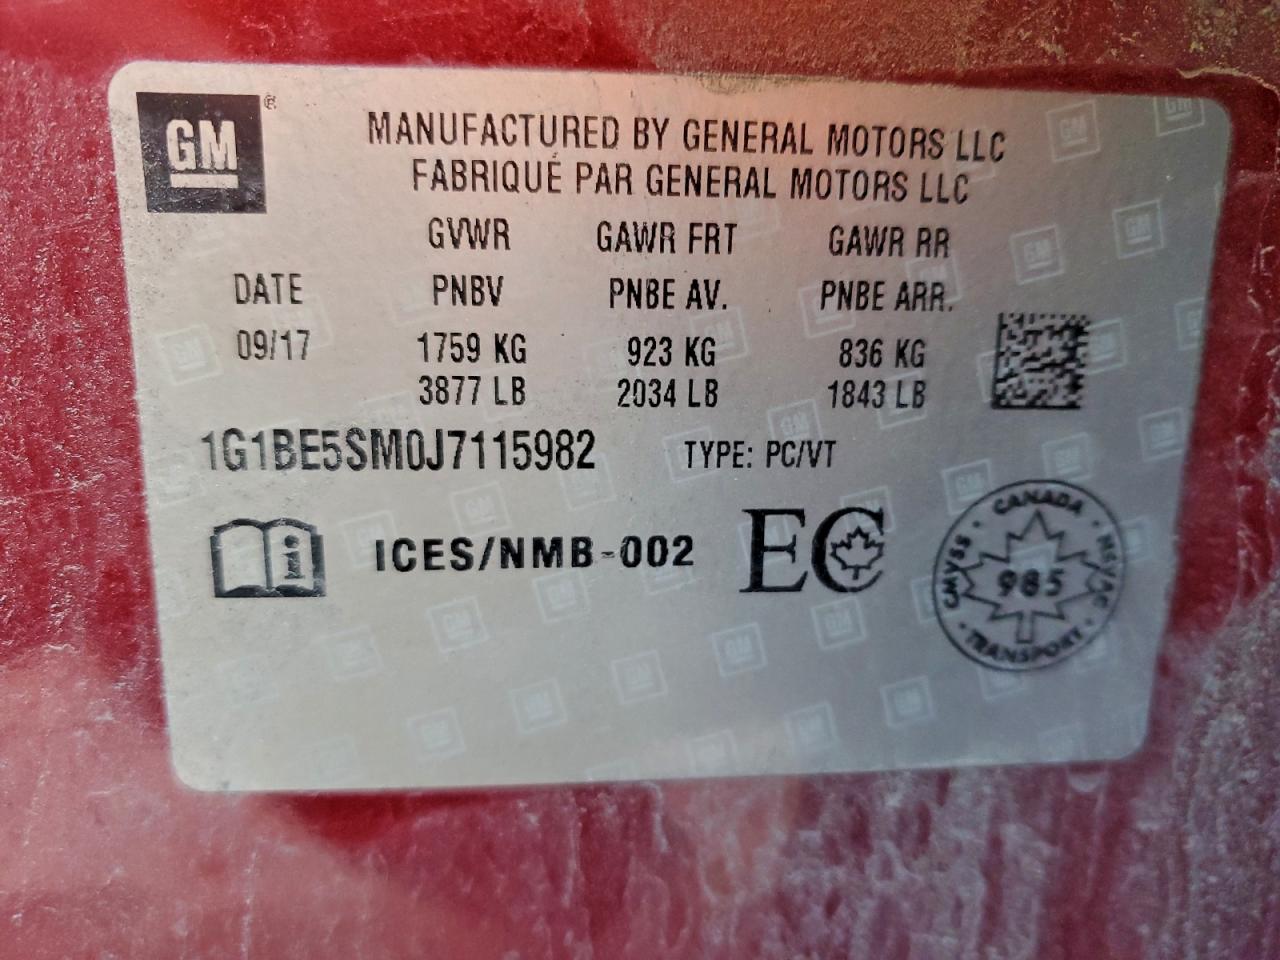 GM ®
MANUFACTURED BY GENERAL MOTORS LLC
FABRIQUÉ PAR GENERAL MOTORS LLC
GVWR GAWR FRT GAWR RR
DATE PNBV PNBE AV. PNBE ARR.
09/17 1759 KG 923 KG 836 KG
3877 LB 2034 LB 1843 LB
1G1BE5SM0J7115982 TYPE: PC/VT
ICES/NMB-002 EC
CANADA
CMVSS 985 NSVAC
TRANSPORT